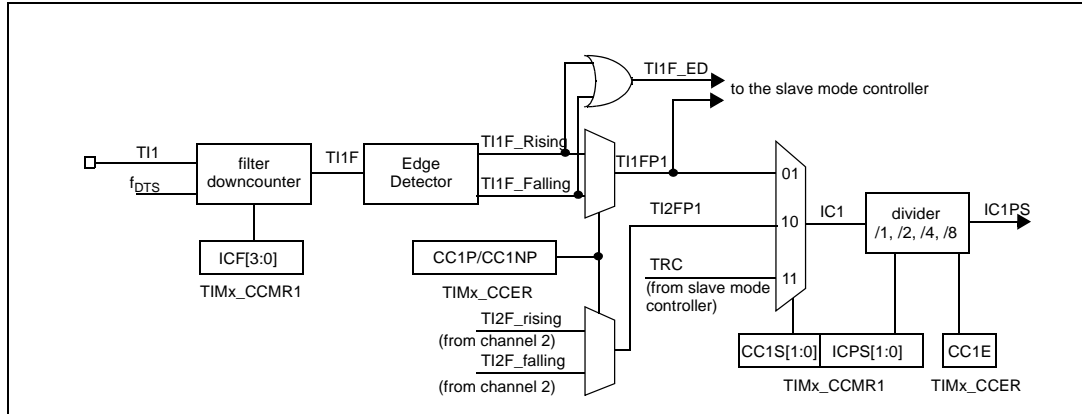 TI1F_ED
to the slave mode controller
TI1
filter
downcounter
TI1F
Edge
Detector
TI1F_Rising
TI1F_Falling
TI1FP1
01
fDTS
TI2FP1
10
IC1
divider
/1, /2, /4, /8
IC1PS
ICF[3:0]
TIMx_CCMR1
CC1P/CC1NP
TIMx_CCER
TRC
11
(from slave mode
controller)
TI2F_rising
(from channel 2)
TI2F_falling
(from channel 2)
CC1S[1:0]
ICPS[1:0]
CC1E
TIMx_CCMR1
TIMx_CCER